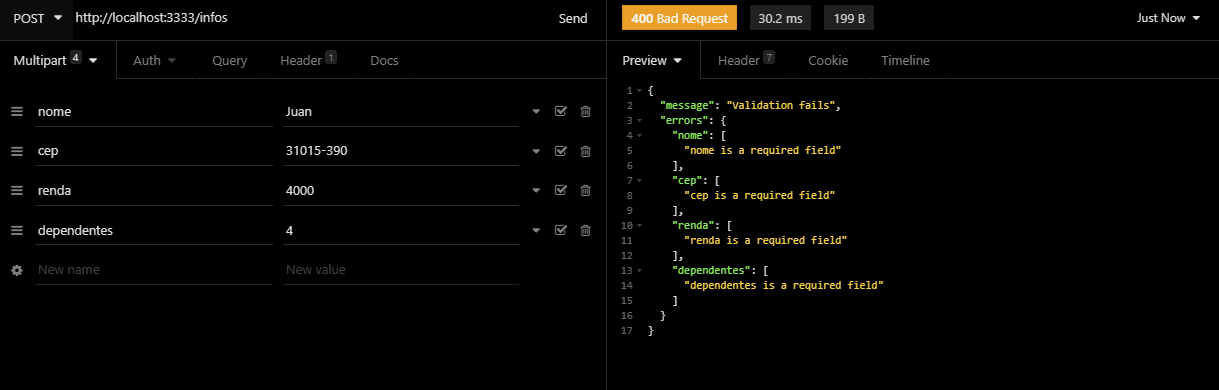 POST http://localhost:3333/infos Send
400 Bad Request 30.2 ms 199 B Just Now
Multipart 4 Auth Query Header 1 Docs
Preview Header 7 Cookie Timeline
nome Juan
cep 31015-390
renda 4000
dependentes 4
New name New value
1 {
2 "message": "Validation fails",
3 "errors": {
4 "nome": [
5 "nome is a required field"
6 ],
7 "cep": [
8 "cep is a required field"
9 ],
10 "renda": [
11 "renda is a required field"
12 ],
13 "dependentes": [
14 "dependentes is a required field"
15 ]
16 }
17 }